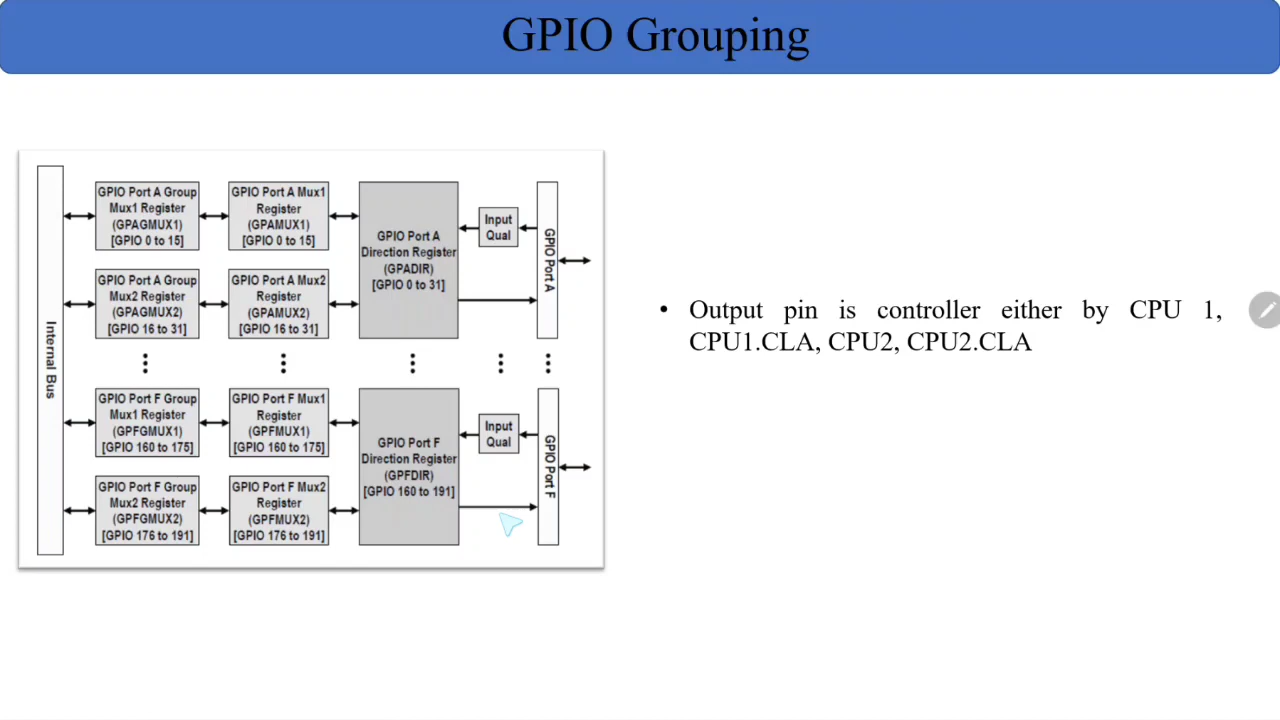 GPIO Grouping
Internal Bus
GPIO Port A Group
Mux1 Register
(GPAGMUX1)
[GPIO 0 to 15]
GPIO Port A Mux1
Register
(GPAMUX1)
[GPIO 0 to 15]
GPIO Port A Group
Mux2 Register
(GPAGMUX2)
[GPIO 16 to 31]
GPIO Port A Mux2
Register
(GPAMUX2)
[GPIO 16 to 31]
GPIO Port A
Direction Register
(GPADIR)
[GPIO 0 to 31]
Input
Qual
GPIO Port A
GPIO Port F Group
Mux1 Register
(GPFGMUX1)
[GPIO 160 to 175]
GPIO Port F Mux1
Register
(GPFMUX1)
[GPIO 160 to 175]
GPIO Port F Group
Mux2 Register
(GPFGMUX2)
[GPIO 176 to 191]
GPIO Port F Mux2
Register
(GPFMUX2)
[GPIO 176 to 191]
GPIO Port F
Direction Register
(GPFDIR)
[GPIO 160 to 191]
Input
Qual
GPIO Port F
• Output pin is controller either by CPU 1,
CPU1.CLA, CPU2, CPU2.CLA